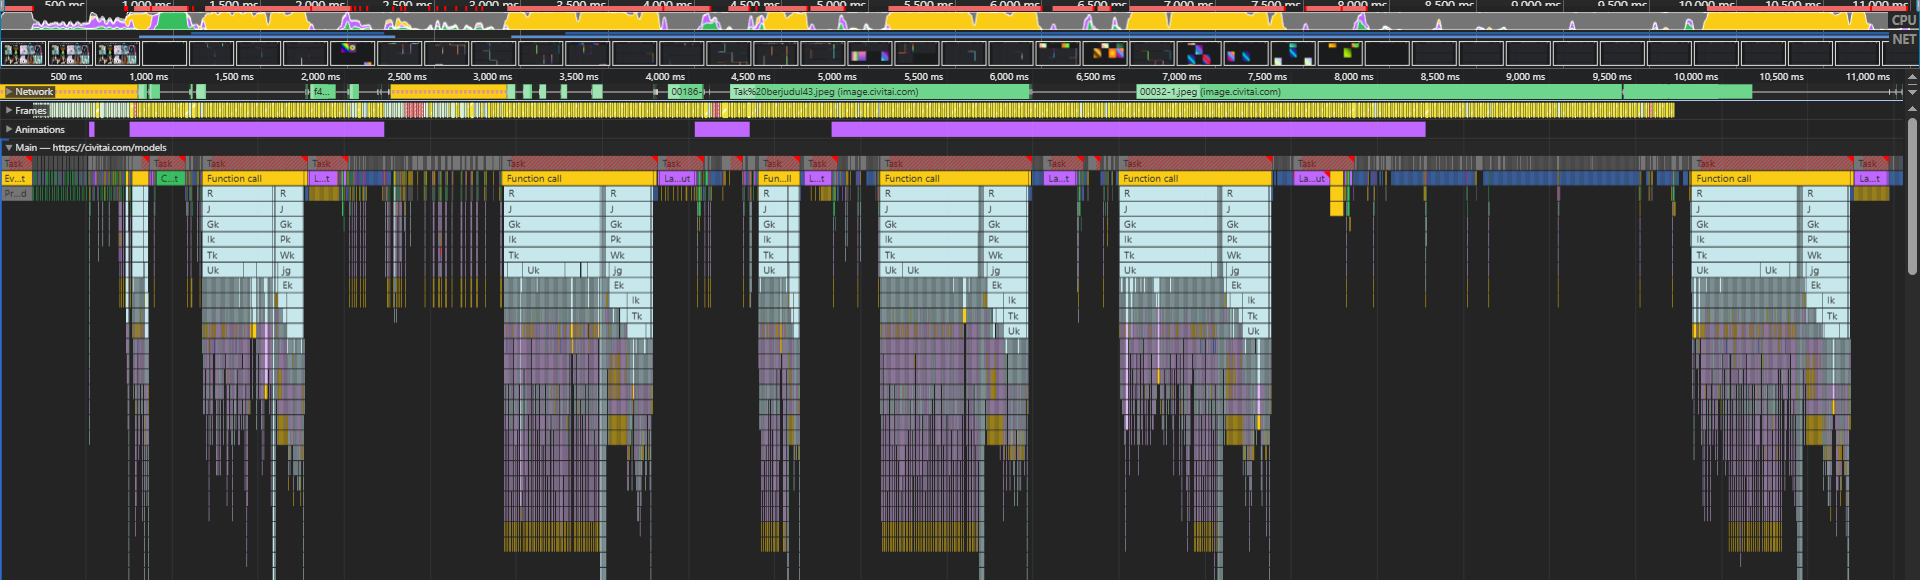 500 ms 1,000 ms 1,500 ms 2,000 ms 2,500 ms 3,000 ms 3,500 ms 4,000 ms 4,500 ms 5,000 ms 5,500 ms 6,000 ms 6,500 ms 7,000 ms 7,500 ms 8,000 ms 8,500 ms 9,000 ms 9,500 ms 10,000 ms 10,500 ms 11,000 ms
CPU
NET
500 ms 1,000 ms 1,500 ms 2,000 ms 2,500 ms 3,000 ms 3,500 ms 4,000 ms 4,500 ms 5,000 ms 5,500 ms 6,000 ms 6,500 ms 7,000 ms 7,500 ms 8,000 ms 8,500 ms 9,000 ms 9,500 ms 10,000 ms 10,500 ms 11,000 ms
Network f4... 00186- Tak%20berjudul43.jpeg (image.civitai.com) 00032-1.jpeg (image.civitai.com)
Frames
Animations
Main — https://civitai.com/models
Task Task Task Task Task Task Task Task Task Task Task Task Task Task
Ev...t C...t Function call L...t Function call La...ut Fun...ll L...t Function call La...t Function call La...ut Function call La...t
Pr...d R R R R R R R R R R R
J J J J J J J J J J J
Gk Gk Gk Gk Gk Gk Gk Gk Gk Gk Gk
Ik Pk Ik Pk Ik Ik Pk Ik Pk Ik Pk
Tk Wk Tk Wk Tk Tk Wk Tk Wk Tk Wk
Uk jg Uk jg Uk Uk Uk jg Uk jg Uk Uk jg
Ek Ek Ek Ek Ek
Ik Ik Ik Ik
Tk Tk Tk Tk
Uk Uk